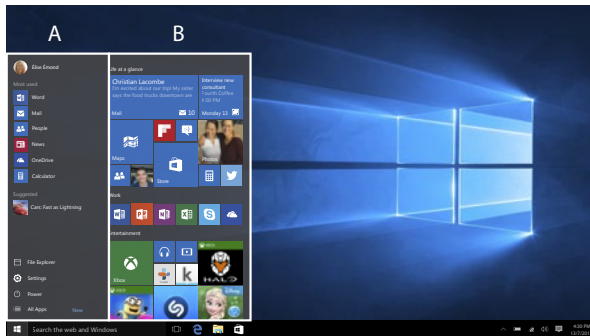 A
B
Elise Emond
Most used
Word
Mail
People
News
OneDrive
Calculator
Suggested
Cars: Fast as Lightning
File Explorer
Settings
Power
All Apps
New
Life at a glance
Christian Lacombe
I'm excited about our trip! My sister
says the food trucks downtown are
Mail
10
Interview new
consultant
Fourth Coffee
4:00 PM
Monday 13
Maps
Store
Photos
Work
Entertainment
Xbox
XBOX
HALO
k
Disney
Search the web and Windows
4:30 PM